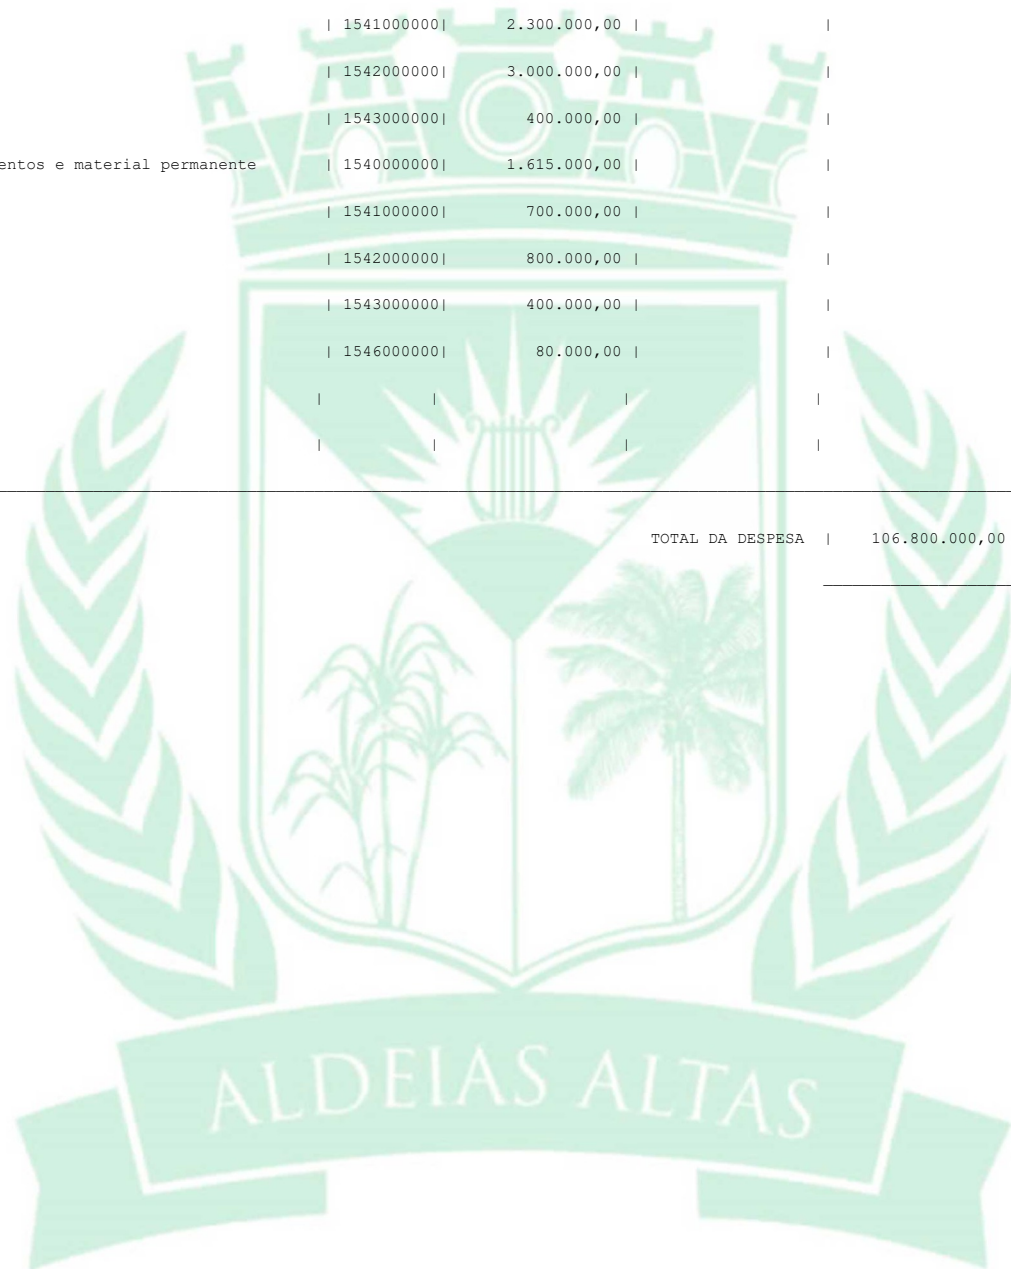 | 1541000000| 2.300.000,00 | |
| 1542000000| 3.000.000,00 | |
| 1543000000| 400.000,00 | |
entos e material permanente | 1540000000| 1.615.000,00 | |
| 1541000000| 700.000,00 | |
| 1542000000| 800.000,00 | |
| 1543000000| 400.000,00 | |
| 1546000000| 80.000,00 | |
| | | |
| | | |
TOTAL DA DESPESA | 106.800.000,00
ALDEIAS ALTAS